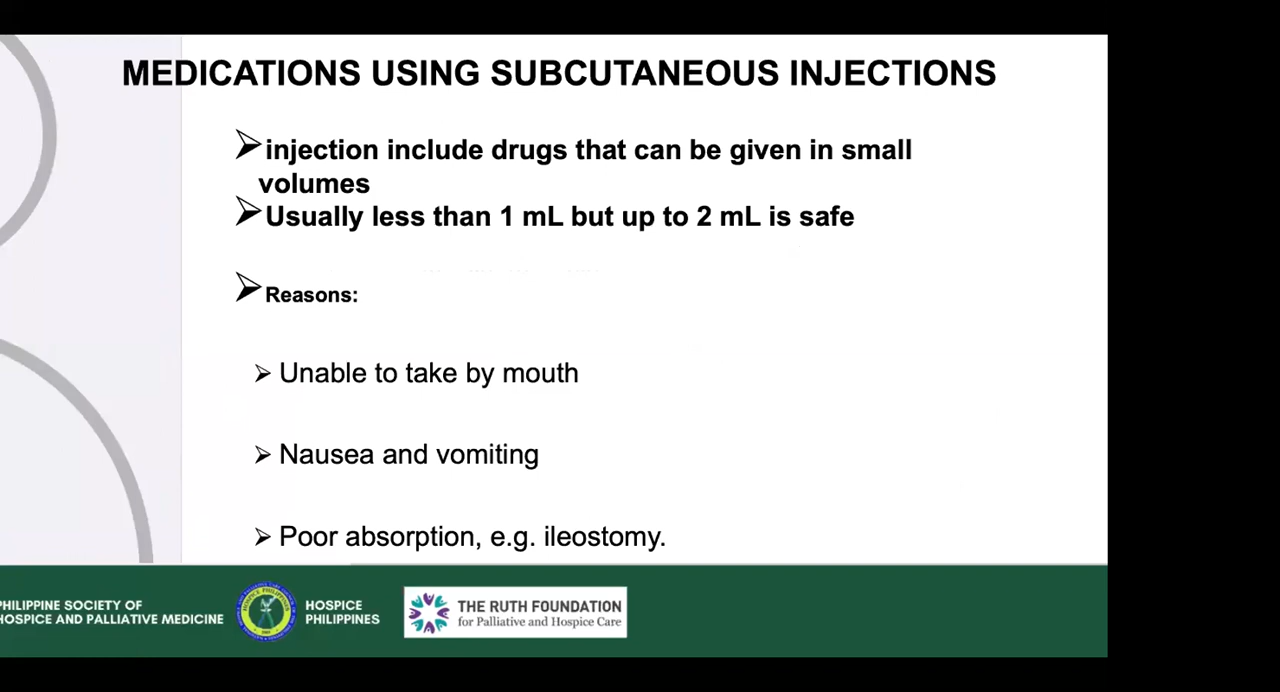 MEDICATIONS USING SUBCUTANEOUS INJECTIONS
➢injection include drugs that can be given in small
volumes
➢Usually less than 1 mL but up to 2 mL is safe
➢Reasons:
➢ Unable to take by mouth
➢ Nausea and vomiting
➢ Poor absorption, e.g. ileostomy.
PHILIPPINE SOCIETY OF
HOSPICE AND PALLIATIVE MEDICINE
HOSPICE
PHILIPPINES
THE RUTH FOUNDATION
for Palliative and Hospice Care